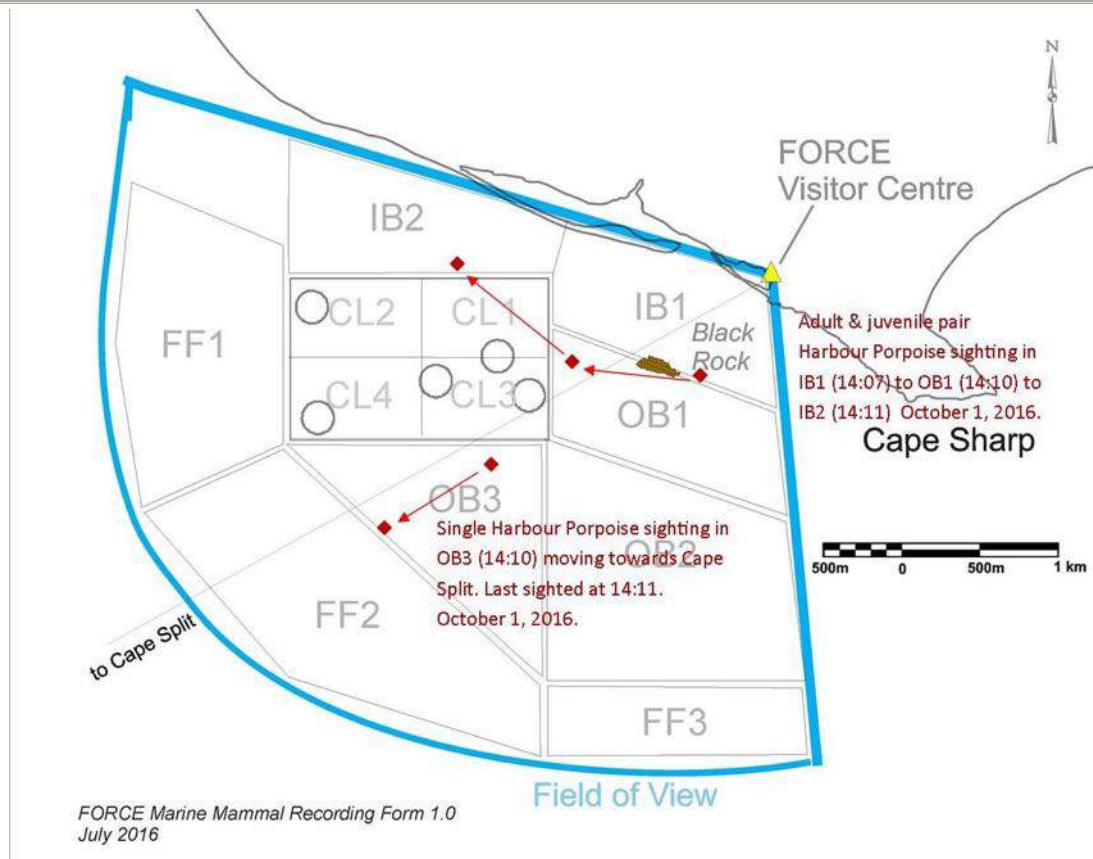 N
FORCE
Visitor Centre
IB2
IB1
CL2
CL1
FF1
Black
Rock
Adult & juvenile pair
Harbour Porpoise sighting in
IB1 (14:07) to OB1 (14:10) to
IB2 (14:11) October 1, 2016.
CL4
CL3
OB1
Cape Sharp
OB3
Single Harbour Porpoise sighting in
OB3 (14:10) moving towards Cape
Split. Last sighted at 14:11.
October 1, 2016.
OB2
500m 0 500m 1 km
FF2
to Cape Split
FF3
Field of View
FORCE Marine Mammal Recording Form 1.0
July 2016